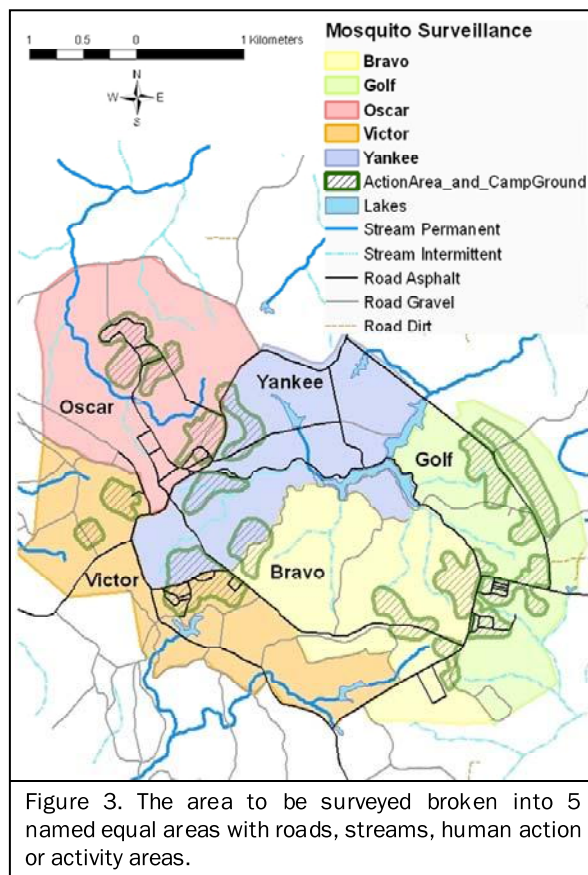 1 0.5 0 1 Kilometers
N
W E
S
Mosquito Surveillance
Bravo
Golf
Oscar
Victor
Yankee
ActionArea_and_CampGround
Lakes
Stream Permanent
Stream Intermittent
Road Asphalt
Road Gravel
Road Dirt
Yankee
Oscar
Golf
Bravo
Victor
Figure 3. The area to be surveyed broken into 5
named equal areas with roads, streams, human action
or activity areas.